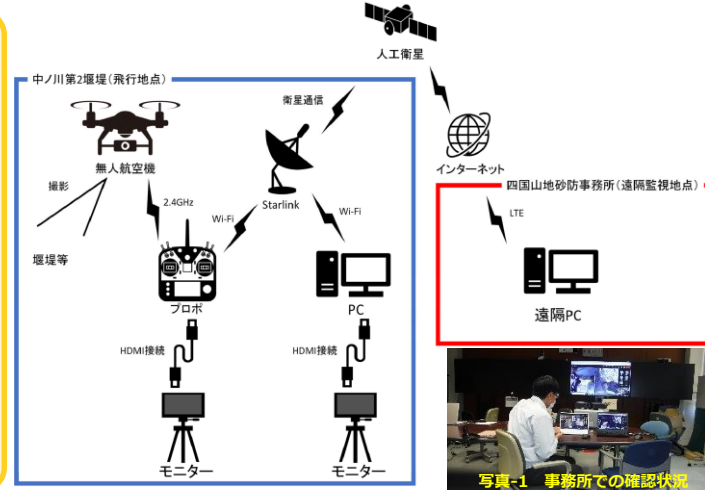 人工衛星
中ノ川第2堰堤(飛行地点)
衛星通信
無人航空機
インターネット
撮影
四国山地砂防事務所(遠隔監視地点)
2.4GHz
Starlink
Wi-Fi
Wi-Fi
LTE
堰堤等
プロポ
PC
遠隔PC
HDMI接続
HDMI接続
モニター
モニター
写真-1 事務所での確認状況